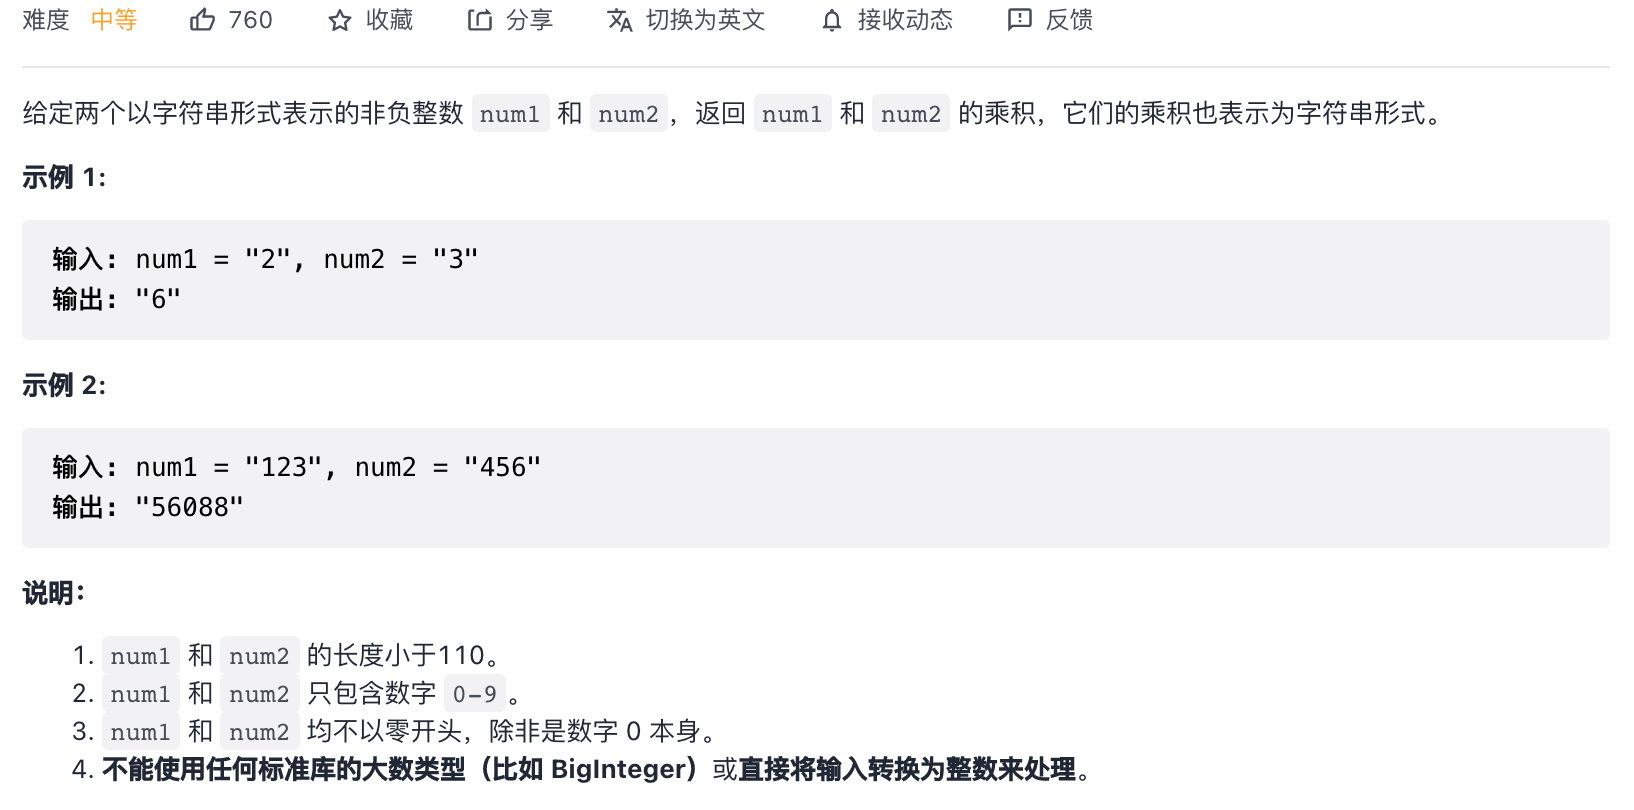 难度 中等 760 收藏 分享 切换为英文 接收动态 反馈
给定两个以字符串形式表示的非负整数 num1 和 num2，返回 num1 和 num2 的乘积，它们的乘积也表示为字符串形式。
示例 1:
输入: num1 = "2", num2 = "3"
输出: "6"
示例 2:
输入: num1 = "123", num2 = "456"
输出: "56088"
说明：
1. num1 和 num2 的长度小于110。
2. num1 和 num2 只包含数字 0-9。
3. num1 和 num2 均不以零开头，除非是数字 0 本身。
4. 不能使用任何标准库的大数类型（比如 BigInteger）或直接将输入转换为整数来处理。